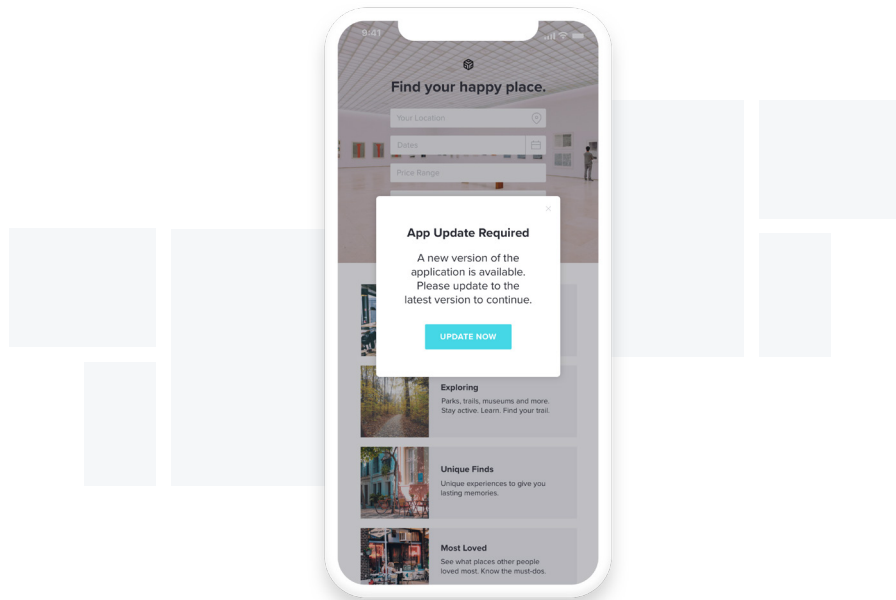 9:41
Find your happy place.
Your Location
Dates
Price Range
App Update Required
A new version of the
application is available.
Please update to the
latest version to continue.
UPDATE NOW
Exploring
Parks, trails, museums and more.
Stay active. Learn. Find your trail.
Unique Finds
Unique experiences to give you
lasting memories.
Most Loved
See what places other people
loved most. Know the must-dos.